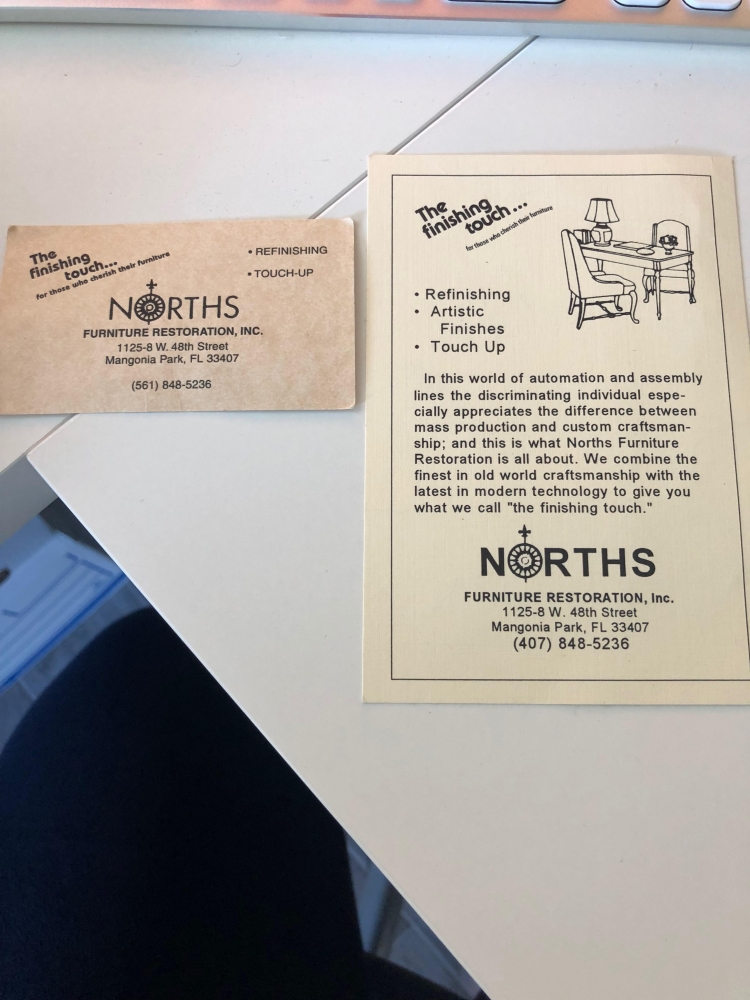 The
finishing
touch...
for those who cherish their furniture
• REFINISHING
• TOUCH-UP
NORTHS
FURNITURE RESTORATION, INC.
1125-8 W. 48th Street
Mangonia Park, FL 33407
(561) 848-5236
The
finishing
touch...
for those who cherish their furniture
• Refinishing
• Artistic
Finishes
• Touch Up
In this world of automation and assembly
lines the discriminating individual espe-
cially appreciates the difference between
mass production and custom craftsman-
ship; and this is what Norths Furniture
Restoration is all about. We combine the
finest in old world craftsmanship with the
latest in modern technology to give you
what we call "the finishing touch."
NORTHS
FURNITURE RESTORATION, Inc.
1125-8 W. 48th Street
Mangonia Park, FL 33407
(407) 848-5236